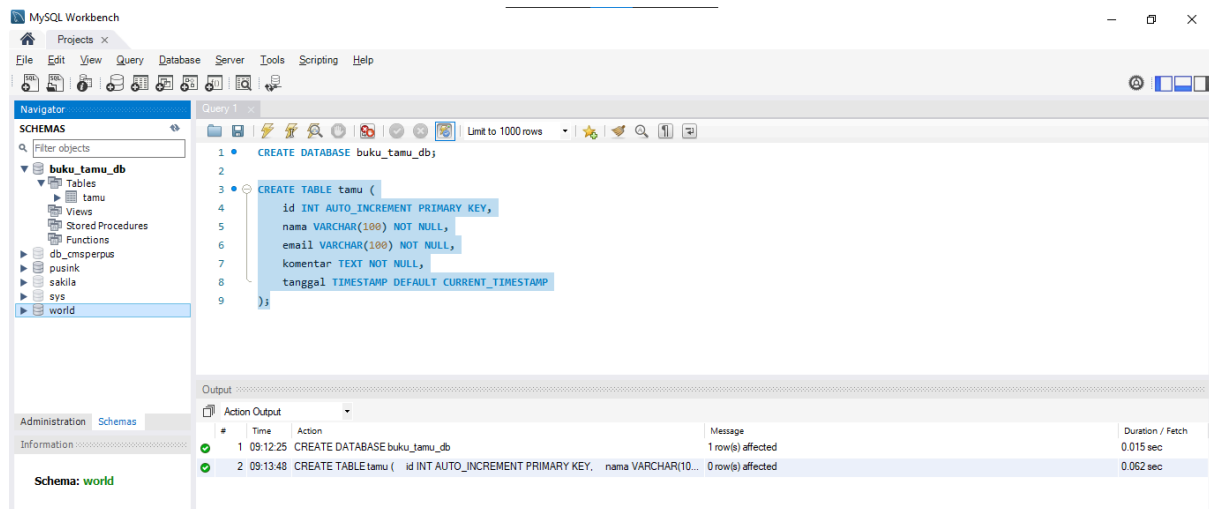 MySQL Workbench
Projects
File Edit View Query Database Server Tools Scripting Help
Navigator
SCHEMAS
Filter objects
buku_tamu_db
Tables
tamu
Views
Stored Procedures
Functions
db_cmsperpus
pusink
sakila
sys
world
Administration Schemas
Information
Schema: world
Query 1
Limit to 1000 rows
1 CREATE DATABASE buku_tamu_db;
2
3 CREATE TABLE tamu (
4 id INT AUTO_INCREMENT PRIMARY KEY,
5 nama VARCHAR(100) NOT NULL,
6 email VARCHAR(100) NOT NULL,
7 komentar TEXT NOT NULL,
8 tanggal TIMESTAMP DEFAULT CURRENT_TIMESTAMP
9 );
Output
Action Output
# Time Action Message Duration / Fetch
1 09:12:25 CREATE DATABASE buku_tamu_db 1 row(s) affected 0.015 sec
2 09:13:48 CREATE TABLE tamu ( id INT AUTO_INCREMENT PRIMARY KEY, nama VARCHAR(10... 0 row(s) affected 0.062 sec